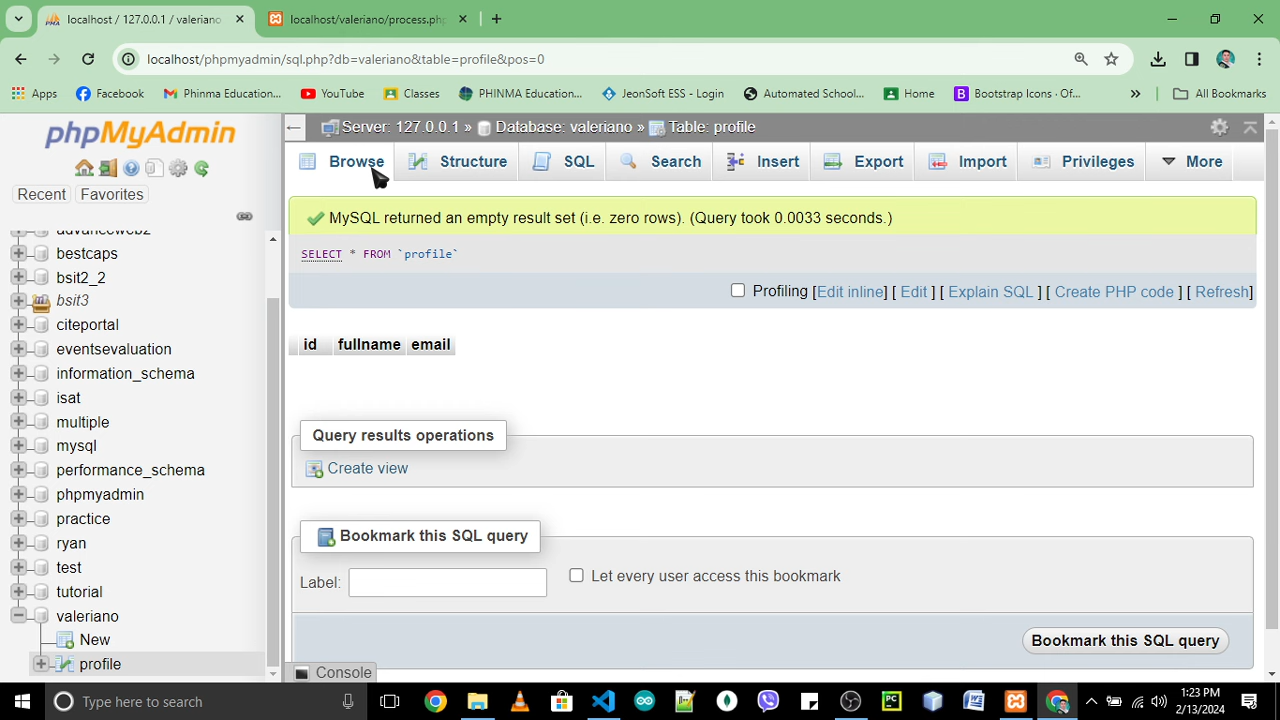 localhost / 127.0.0.1 / valeriano
localhost/valeriano/process.php
localhost/phpmyadmin/sql.php?db=valeriano&table=profile&pos=0
Apps Facebook Phinma Education... YouTube Classes PHINMA Education... JeonSoft ESS - Login Automated School... Home Bootstrap Icons · Of... » All Bookmarks
phpMyAdmin
Recent Favorites
advanceweb2
bestcaps
bsit2_2
bsit3
citeportal
eventsevaluation
information_schema
isat
multiple
mysql
performance_schema
phpmyadmin
practice
ryan
test
tutorial
valeriano
New
profile
Server: 127.0.0.1 » Database: valeriano » Table: profile
Browse Structure SQL Search Insert Export Import Privileges More
MySQL returned an empty result set (i.e. zero rows). (Query took 0.0033 seconds.)
SELECT * FROM `profile`
Profiling [Edit inline] [ Edit ] [ Explain SQL ] [ Create PHP code ] [ Refresh]
id fullname email
Query results operations
Create view
Bookmark this SQL query
Label: Let every user access this bookmark
Bookmark this SQL query
Console
Type here to search
1:23 PM
2/13/2024